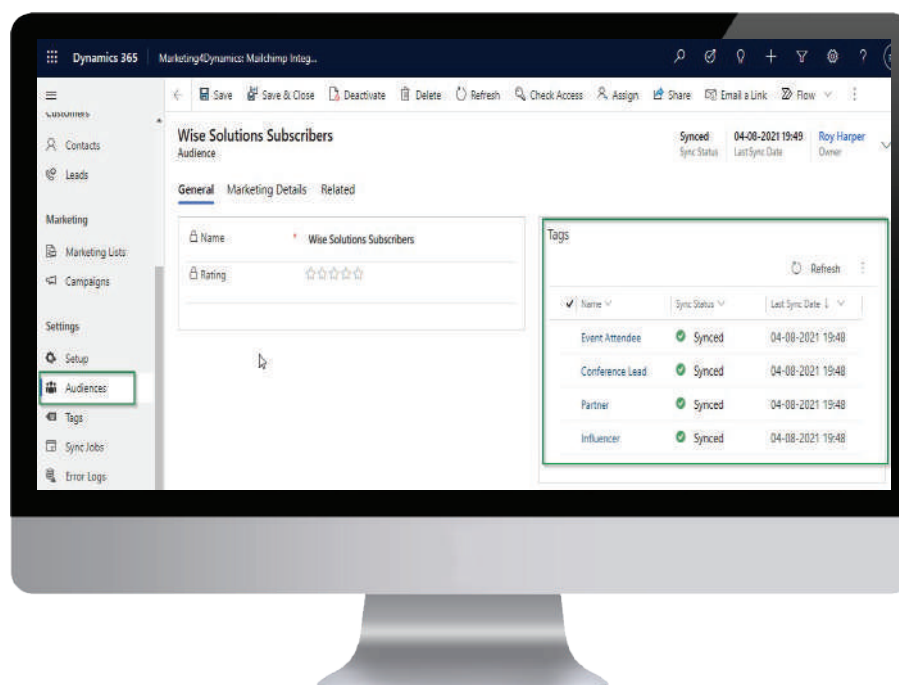 Dynamics 365 Marketing4Dynamics: Mailchimp Integ... ?
Save Save & Close Deactivate Delete Refresh Check Access Assign Share Email a Link Flow
Customers
Contacts
Leads
Marketing
Marketing Lists
Campaigns
Settings
Setup
Audiences
Tags
Sync Jobs
Error Logs
Wise Solutions Subscribers
Audience
Synced 04-08-2021 19:49 Roy Harper
Sync Status Last Sync Date Owner
General Marketing Details Related
Name * Wise Solutions Subscribers
Rating
Tags
Refresh
Name Sync Status Last Sync Date
Event Attendee Synced 04-08-2021 19:48
Conference Lead Synced 04-08-2021 19:48
Partner Synced 04-08-2021 19:48
Influencer Synced 04-08-2021 19:48